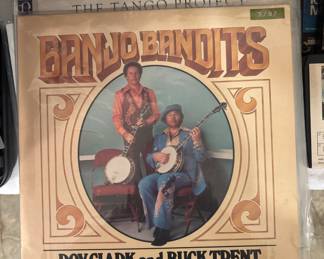 THE TANGO PROJECT
BANJO BANDITS
ROY CLARK and BUCK TRENT